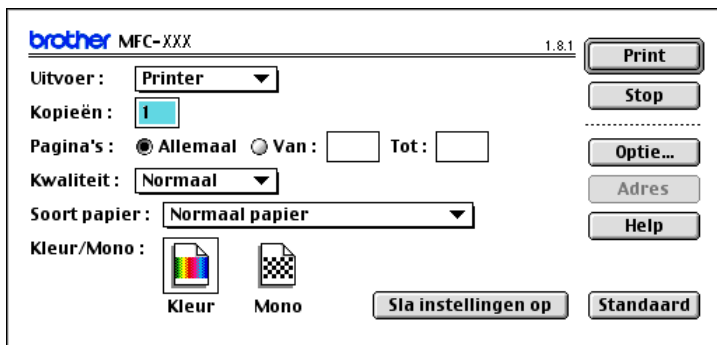 brother MFC-XXX 1.8.1
Print
Uitvoer : Printer
Stop
Kopieën : 1
Pagina's : Allemaal Van : Tot :
Optie...
Kwaliteit : Normaal
Adres
Soort papier : Normaal papier
Help
Kleur/Mono :
Kleur Mono
Sla instellingen op Standaard